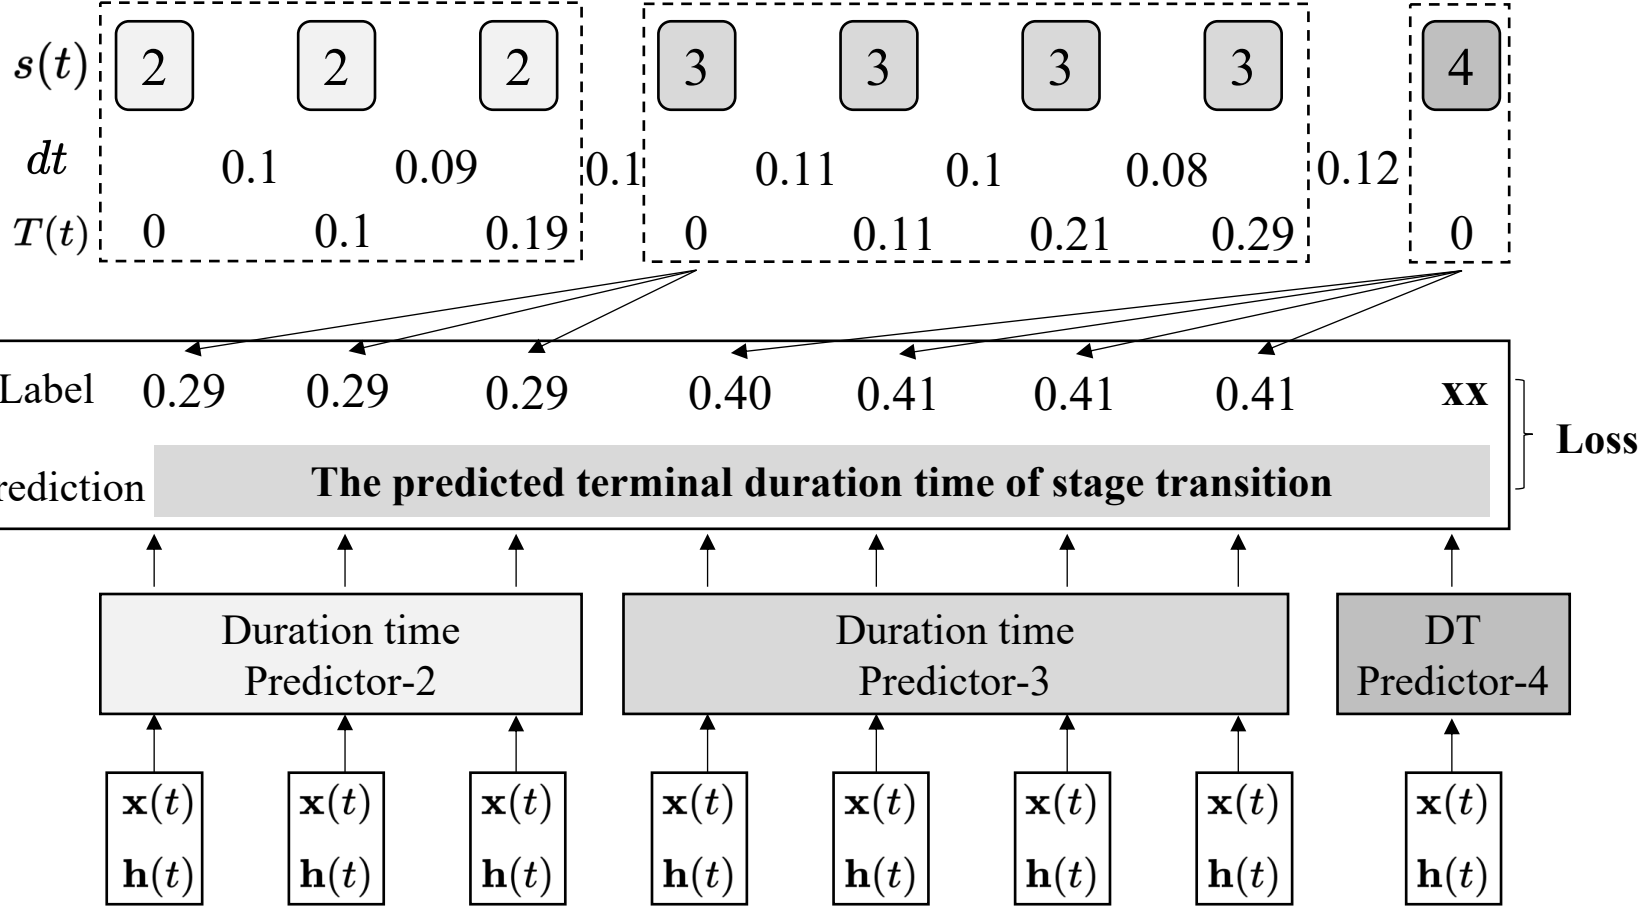 s(t) 2 2 2 3 3 3 3 4
dt 0.1 0.09 0.1 0.11 0.1 0.08 0.12
T(t) 0 0.1 0.19 0 0.11 0.21 0.29 0
Label 0.29 0.29 0.29 0.40 0.41 0.41 0.41 xx
Loss
rediction The predicted terminal duration time of stage transition
Duration time
Predictor-2
Duration time
Predictor-3
DT
Predictor-4
x(t) x(t) x(t) x(t) x(t) x(t) x(t) x(t)
h(t) h(t) h(t) h(t) h(t) h(t) h(t) h(t)